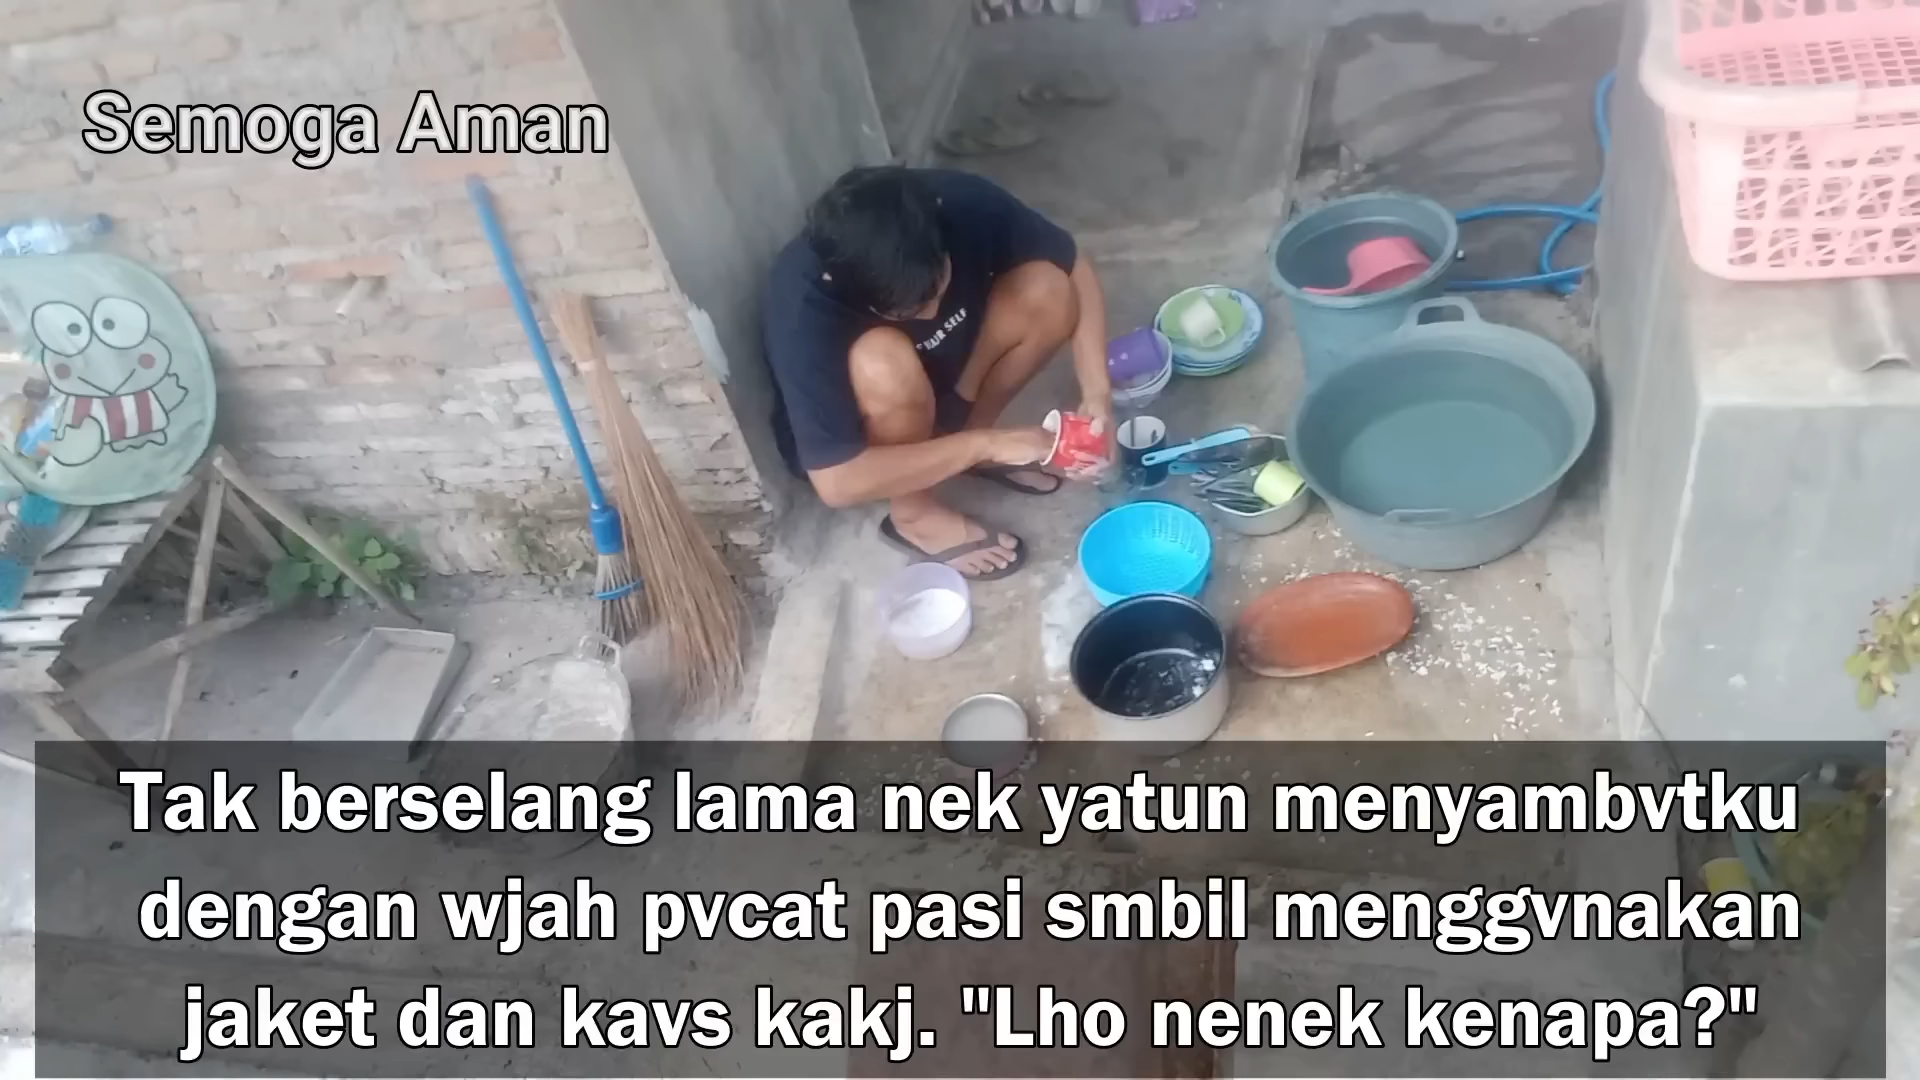 Semoga Aman
Tak berselang lama nek yatun menyambvtku
dengan wjah pvcat pasi smbil menggvnakan
jaket dan kavs kakj. "Lho nenek kenapa?"